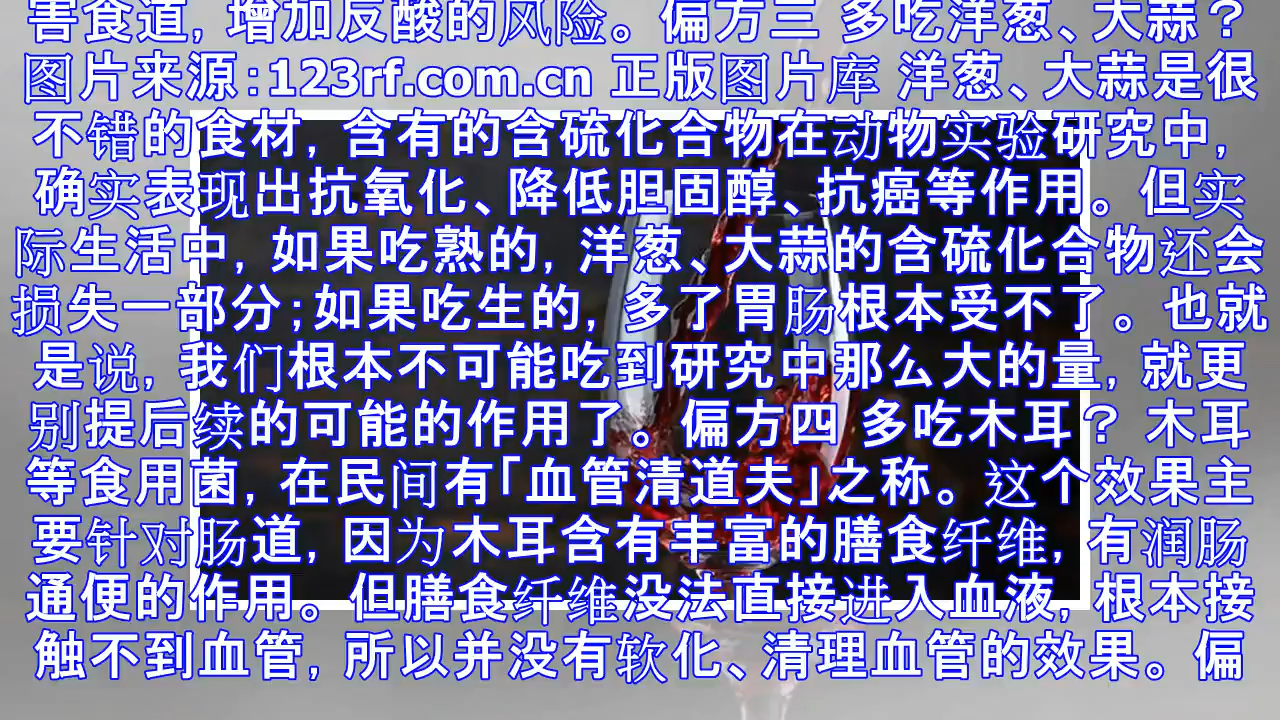 害食道，增加反酸的风险。偏方三 多吃洋葱、大蒜？
图片来源：123rf.com.cn 正版图片库 洋葱、大蒜是很
不错的食材，含有的含硫化合物在动物实验研究中，
确实表现出抗氧化、降低胆固醇、抗癌等作用。但实
际生活中，如果吃熟的，洋葱、大蒜的含硫化合物还会
损失一部分；如果吃生的，多了胃肠根本受不了。也就
是说，我们根本不可能吃到研究中那么大的量，就更
别提后续的可能的作用了。偏方四 多吃木耳？ 木耳
等食用菌，在民间有「血管清道夫」之称。这个效果主
要针对肠道，因为木耳含有丰富的膳食纤维，有润肠
通便的作用。但膳食纤维没法直接进入血液，根本接
触不到血管，所以并没有软化、清理血管的效果。偏